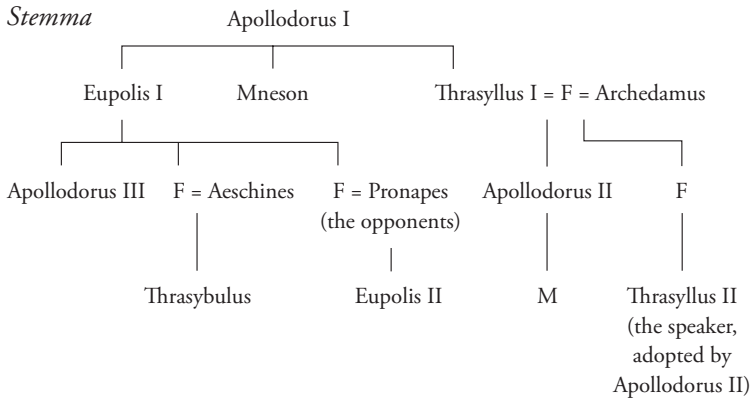 Stemma Apollodorus I
Eupolis I Mneson Thrasyllus I = F = Archedamus
Apollodorus III F = Aeschines F = Pronapes Apollodorus II F
(the opponents)
Thrasybulus Eupolis II M Thrasyllus II
(the speaker,
adopted by
Apollodorus II)